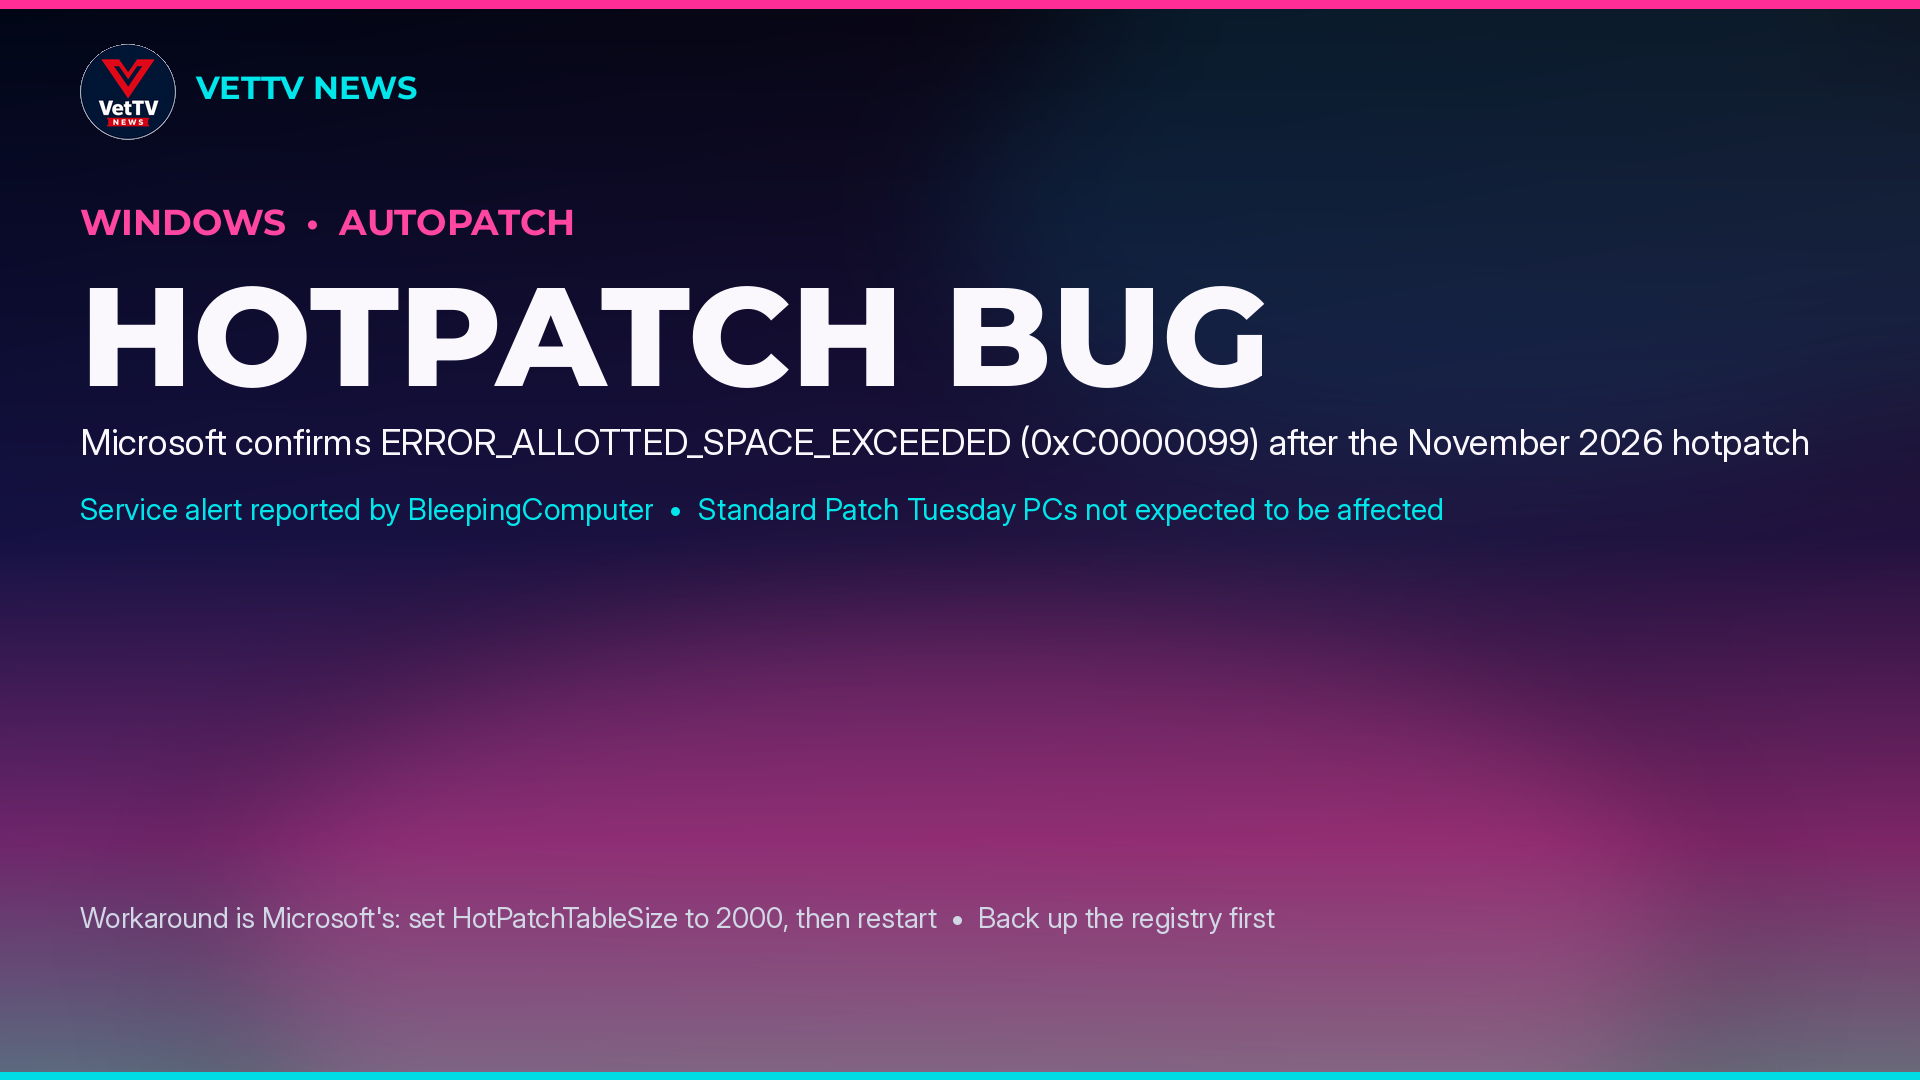 VetTV
NEWS
VETTV NEWS
WINDOWS • AUTOPATCH
HOTPATCH BUG
Microsoft confirms ERROR_ALLOTTED_SPACE_EXCEEDED (0xC0000099) after the November 2026 hotpatch
Service alert reported by BleepingComputer • Standard Patch Tuesday PCs not expected to be affected
Workaround is Microsoft's: set HotPatchTableSize to 2000, then restart • Back up the registry first